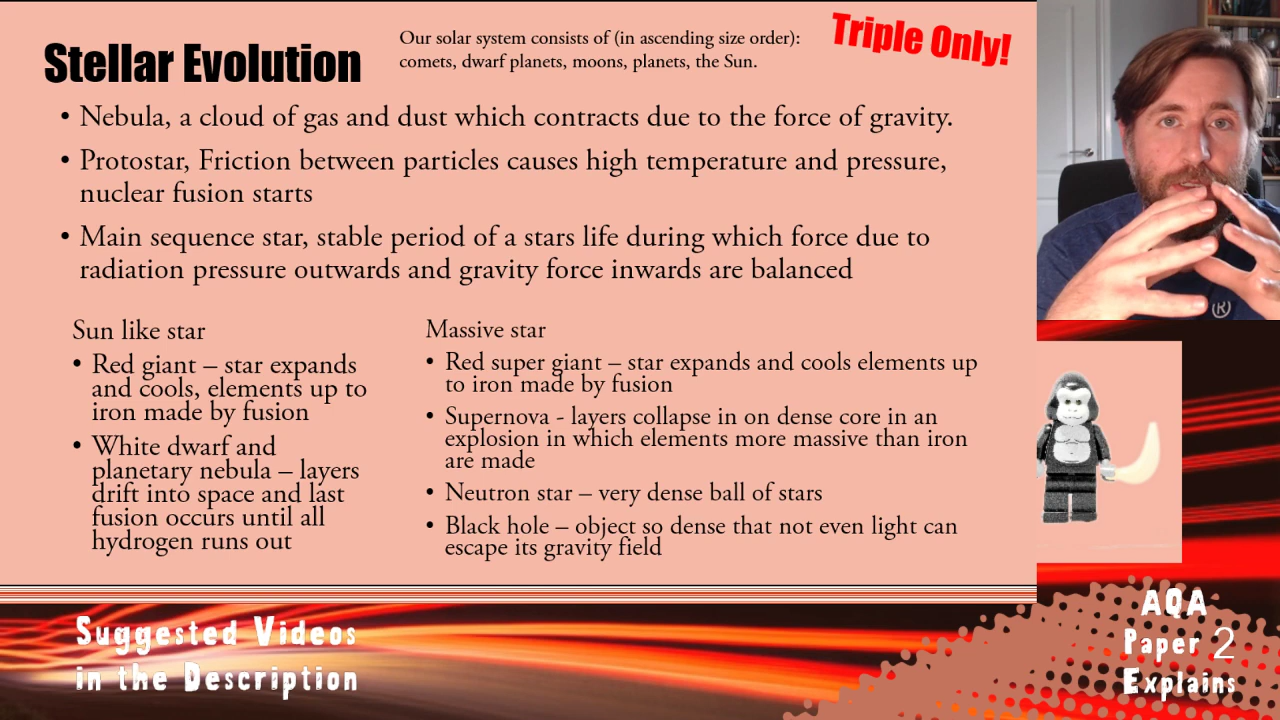 Stellar Evolution
Our solar system consists of (in ascending size order):
comets, dwarf planets, moons, planets, the Sun.
Triple Only!
• Nebula, a cloud of gas and dust which contracts due to the force of gravity.
• Protostar, Friction between particles causes high temperature and pressure,
nuclear fusion starts
• Main sequence star, stable period of a stars life during which force due to
radiation pressure outwards and gravity force inwards are balanced
Sun like star
• Red giant – star expands
and cools, elements up to
iron made by fusion
• White dwarf and
planetary nebula – layers
drift into space and last
fusion occurs until all
hydrogen runs out
Massive star
• Red super giant – star expands and cools elements up
to iron made by fusion
• Supernova - layers collapse in on dense core in an
explosion in which elements more massive than iron
are made
• Neutron star – very dense ball of stars
• Black hole – object so dense that not even light can
escape its gravity field
Suggested Videos
in the Description
AQA
Paper 2
Explains